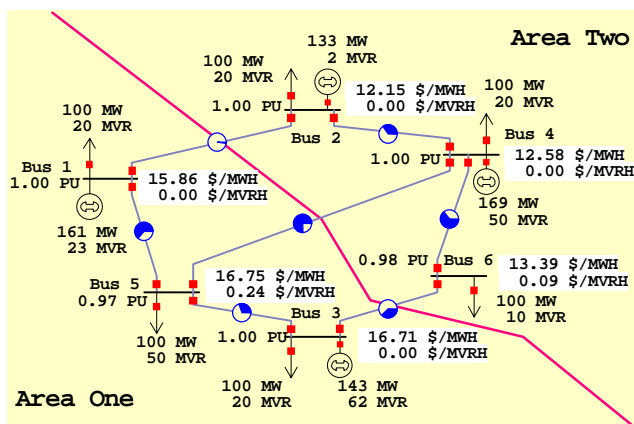 133 MW
2 MVR
Area Two
100 MW
20 MVR
12.15 $/MWH
0.00 $/MVRH
1.00 PU
Bus 2
100 MW
20 MVR
Bus 4
100 MW
20 MVR
1.00 PU
12.58 $/MWH
0.00 $/MVRH
Bus 1
1.00 PU
15.86 $/MWH
0.00 $/MVRH
169 MW
50 MVR
161 MW
23 MVR
0.98 PU
Bus 6
13.39 $/MWH
0.09 $/MVRH
Bus 5
0.97 PU
16.75 $/MWH
0.24 $/MVRH
100 MW
10 MVR
Bus 3
1.00 PU
16.71 $/MWH
0.00 $/MVRH
100 MW
50 MVR
100 MW
20 MVR
143 MW
62 MVR
Area One